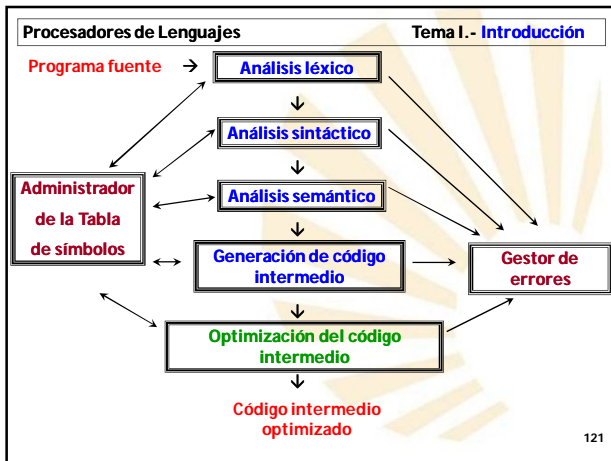 Procesadores de Lenguajes
Tema I.- Introducción
Programa fuente →
Análisis léxico
Análisis sintáctico
Análisis semántico
Administrador
de la Tabla
de símbolos
Generación de código
intermedio
Gestor de
errores
Optimización del código
intermedio
Código intermedio
optimizado
121